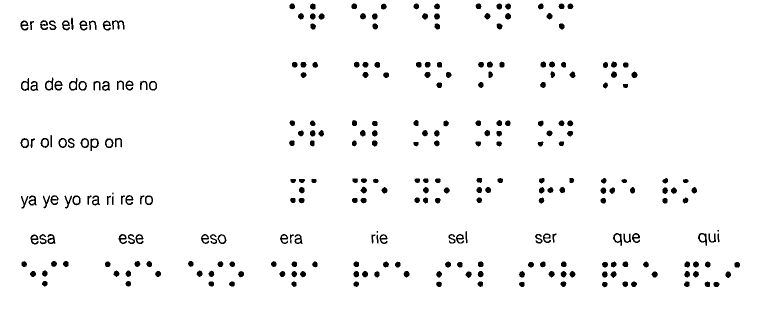 er es el en em ⠑⠗ ⠑⠎ ⠑⠇ ⠑⠝ ⠑⠍
da de do na ne no ⠙⠁ ⠙⠑ ⠙⠕ ⠝⠁ ⠝⠑ ⠝⠕
or ol os op on ⠕⠗ ⠕⠇ ⠕⠎ ⠕⠏ ⠕⠝
ya ye yo ra ri re ro ⠽⠁ ⠽⠑ ⠽⠕ ⠗⠁ ⠗⠊ ⠗⠑ ⠗⠕
esa ese eso era rie sel ser que qui
⠑⠎⠁ ⠑⠎⠑ ⠑⠎⠕ ⠑⠗⠁ ⠗⠊⠑ ⠎⠑⠇ ⠎⠑⠗ ⠟⠥⠑ ⠟⠥⠊